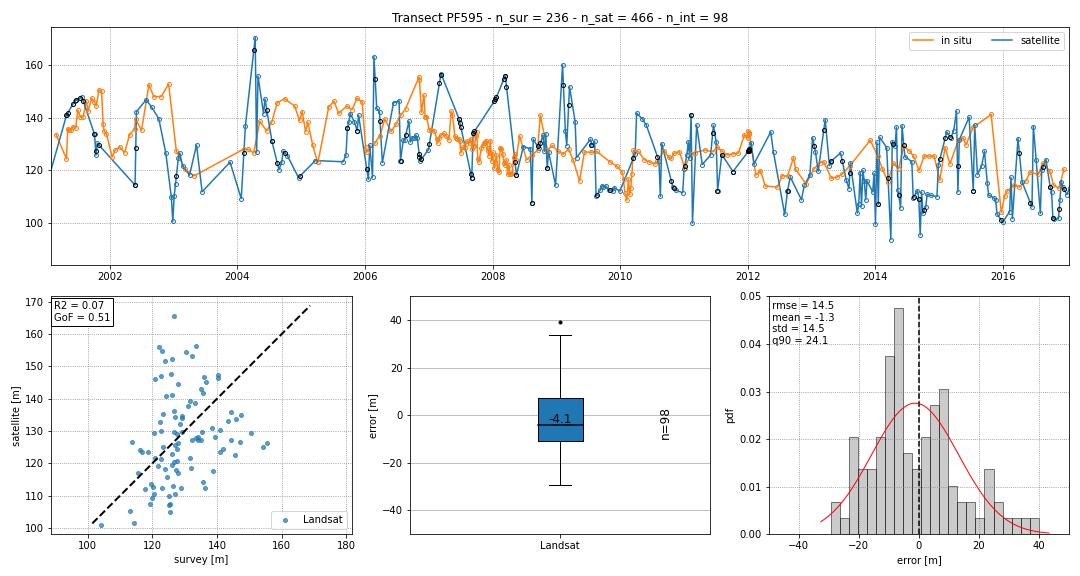 Transect PF595 - n_sur = 236 - n_sat = 466 - n_int = 98
in situ
satellite
160
140
120
100
2002
2004
2006
2008
2010
2012
2014
2016
R2 = 0.07
GoF = 0.51
170
160
150
140
130
120
110
100
satellite [m]
100
120
140
160
180
survey [m]
Landsat
40
20
0
−20
−40
error [m]
-4.1
n=98
Landsat
rmse = 14.5
mean = -1.3
std = 14.5
q90 = 24.1
0.05
0.04
0.03
0.02
0.01
0.00
pdf
−40
−20
0
20
40
error [m]